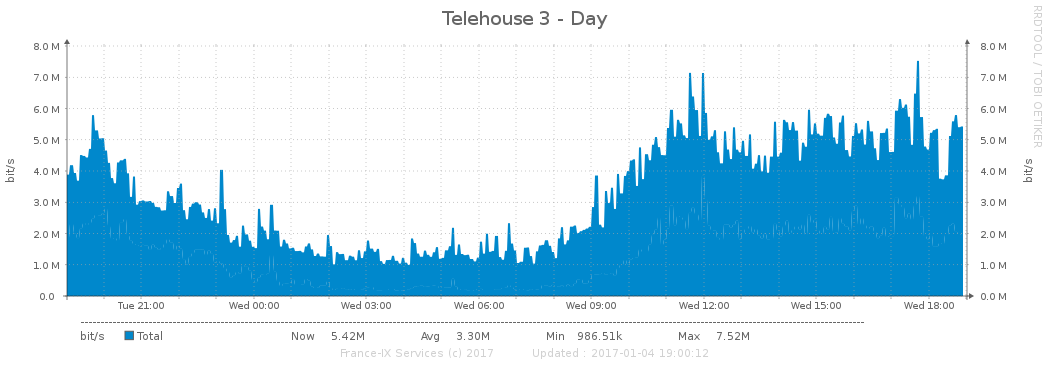 Telehouse 3 - Day
RRDTOOL / TOBI OETIKER
8.0 M 8.0 M
7.0 M 7.0 M
6.0 M 6.0 M
5.0 M 5.0 M
4.0 M 4.0 M
3.0 M 3.0 M
2.0 M 2.0 M
1.0 M 1.0 M
0.0 0.0 M
bit/s
bit/s
Tue 21:00 Wed 00:00 Wed 03:00 Wed 06:00 Wed 09:00 Wed 12:00 Wed 15:00 Wed 18:00
bit/s Total Now 5.42M Avg 3.30M Min 986.51k Max 7.52M
France-IX Services (c) 2017 Updated : 2017-01-04 19:00:12